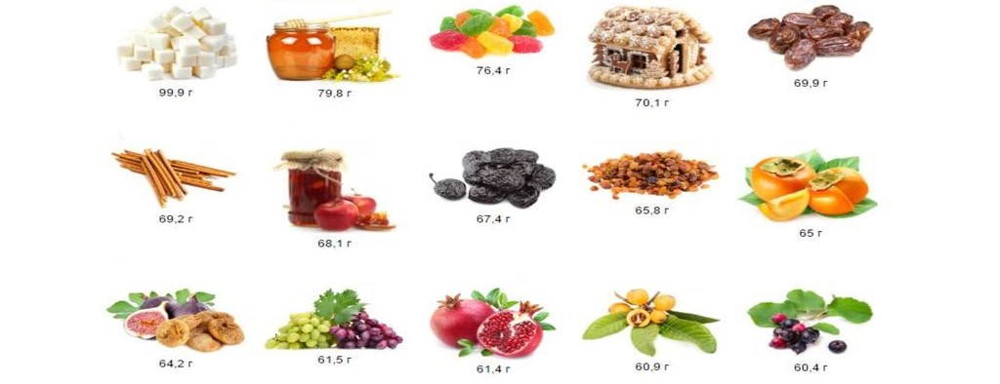 99,9 г
79,8 г
76,4 г
70,1 г
69,9 г
69,2 г
68,1 г
67,4 г
65,8 г
65 г
64,2 г
61,5 г
61,4 г
60,9 г
60,4 г